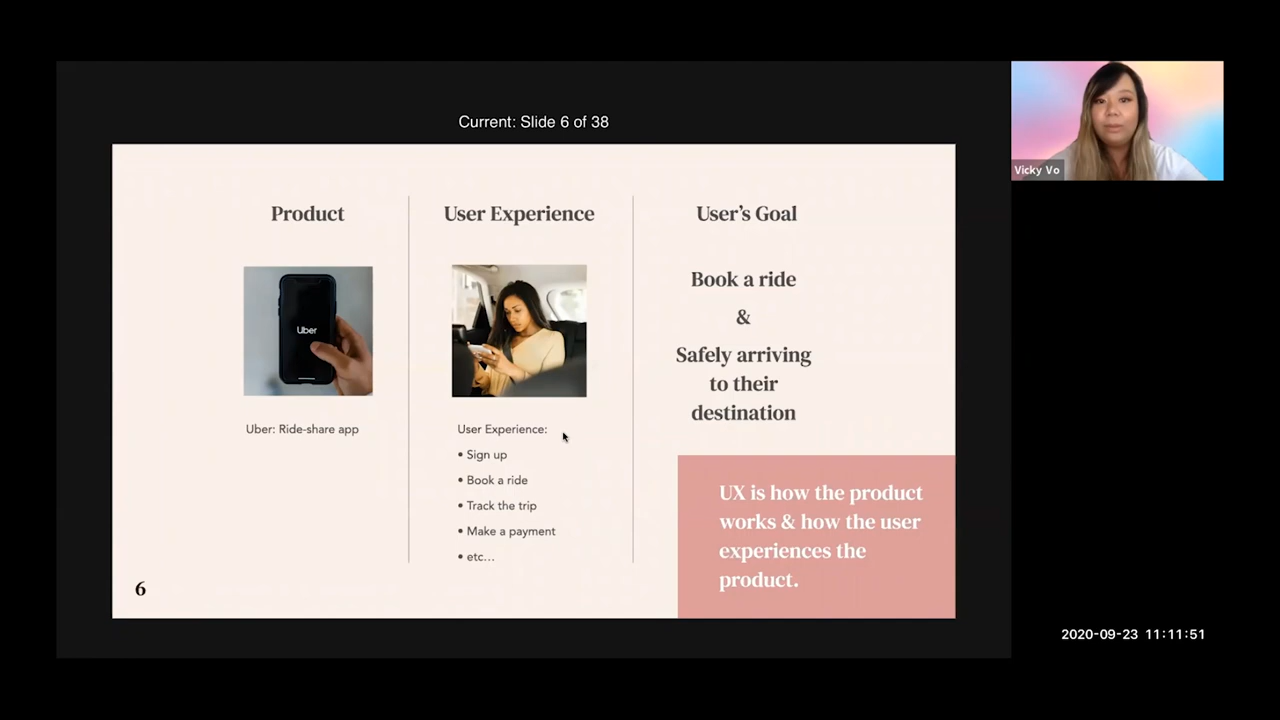 Current: Slide 6 of 38
Product
Uber
Uber: Ride-share app
User Experience
User Experience:
• Sign up
• Book a ride
• Track the trip
• Make a payment
• etc...
User's Goal
Book a ride
&
Safely arriving
to their
destination
UX is how the product
works & how the user
experiences the
product.
6
Vicky Vo
2020-09-23 11:11:51